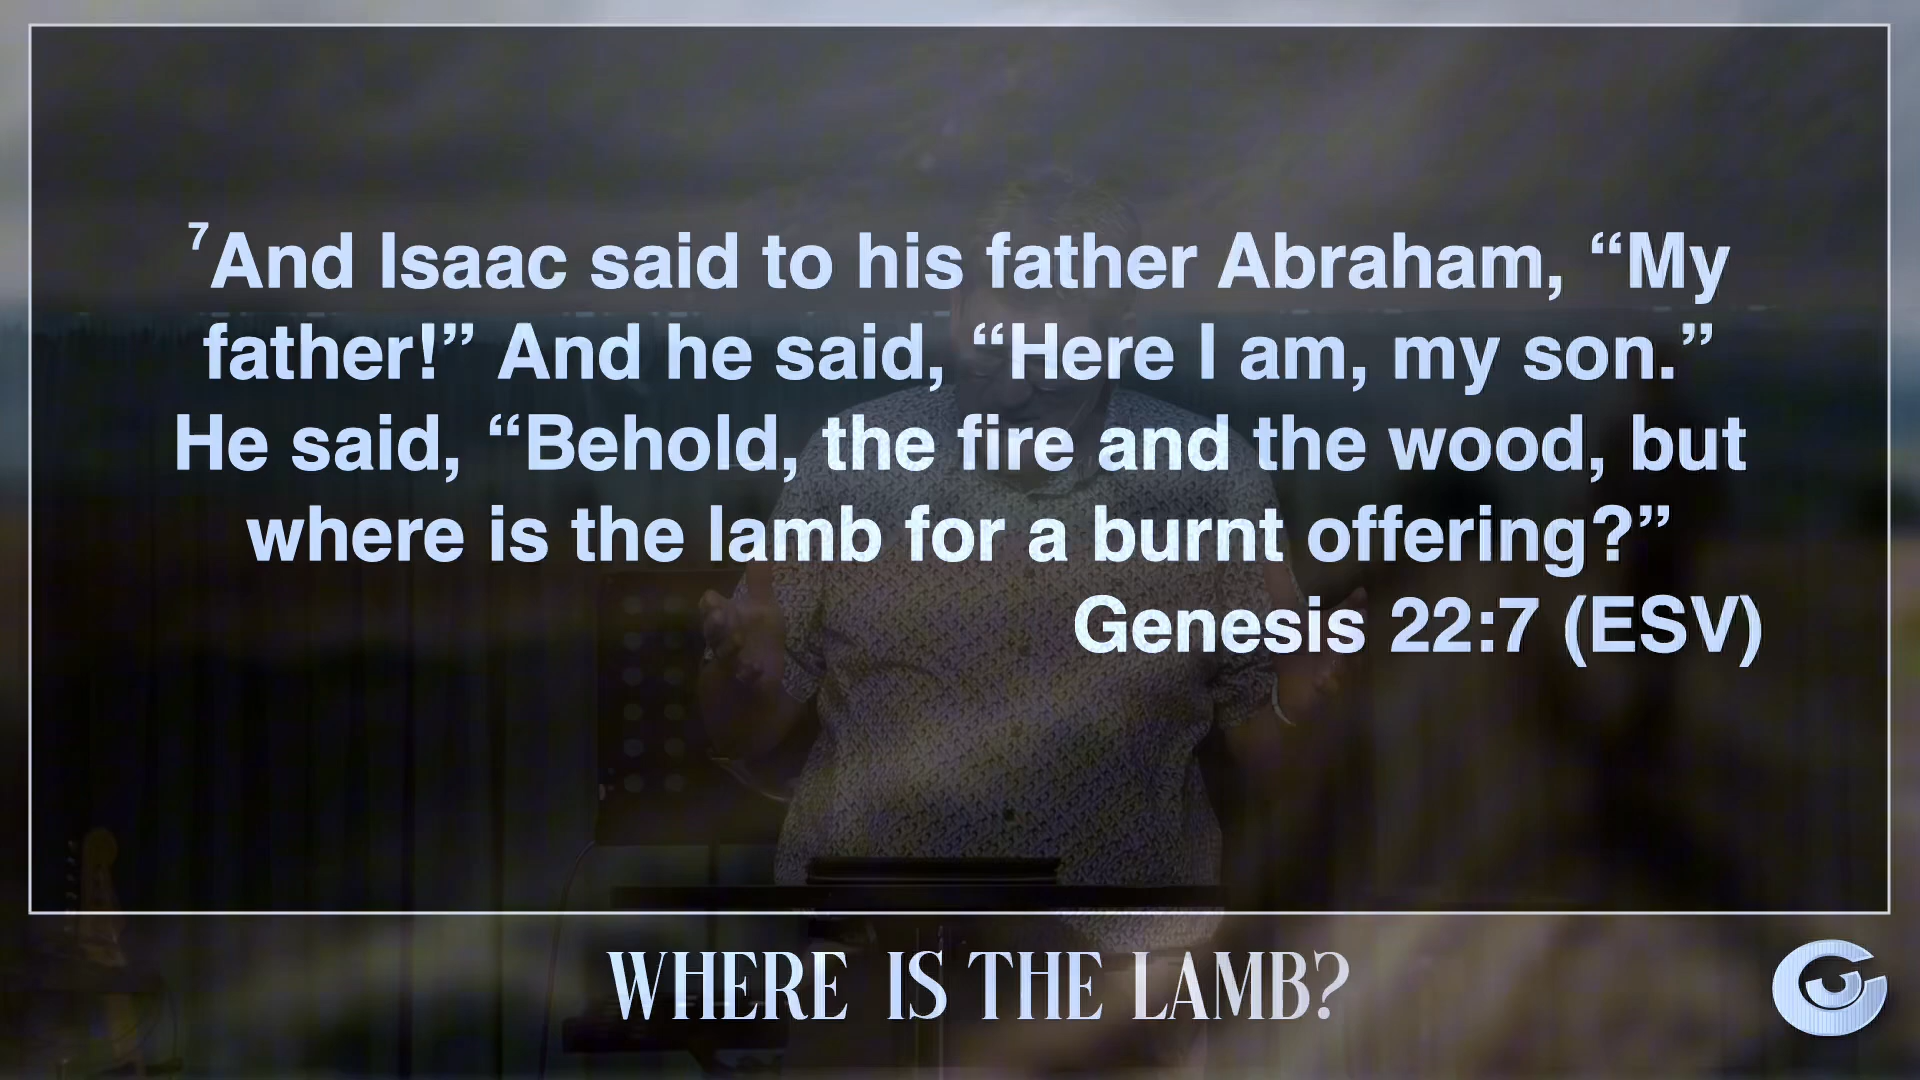 ⁷And Isaac said to his father Abraham, “My
father!” And he said, “Here I am, my son.”
He said, “Behold, the fire and the wood, but
where is the lamb for a burnt offering?”
Genesis 22:7 (ESV)
WHERE IS THE LAMB?